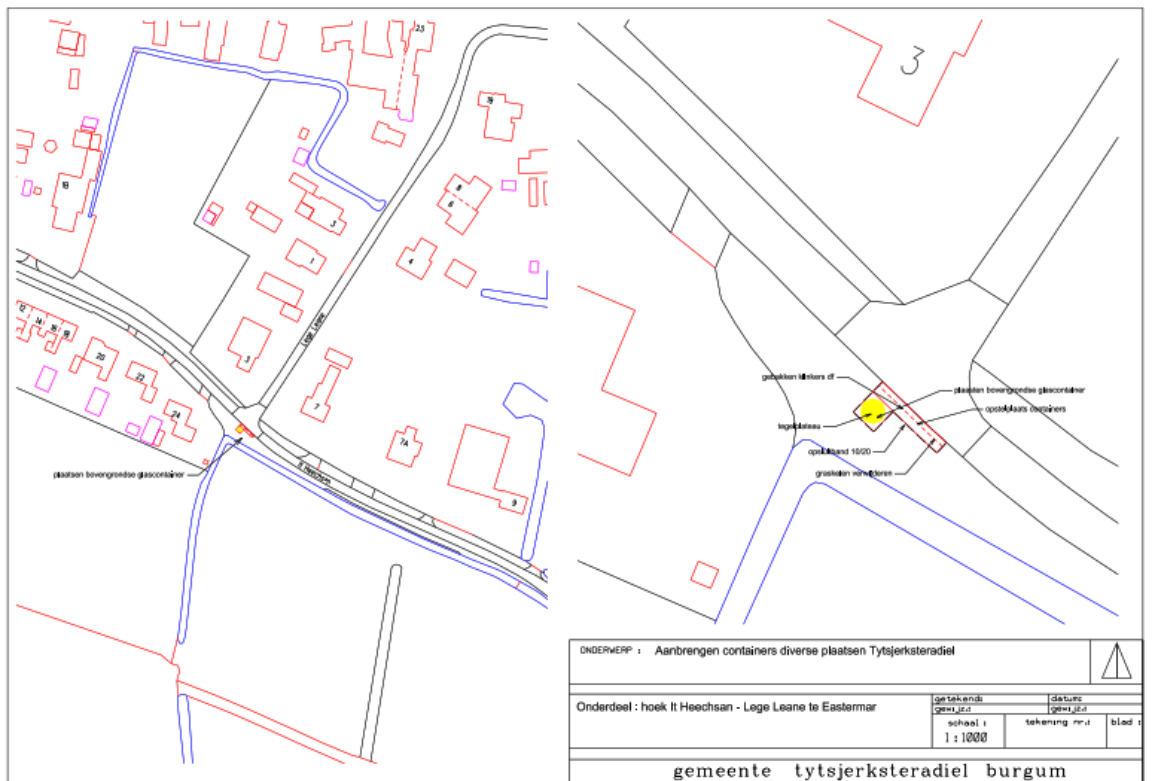 23
19
18
8
6
3
4
1
Lege Leane
12
14
16
18
20
22
24
3
7
7A
9
plaatsen bovengrondse glascontainer
It Heechsan
3
gebakken klinkers df
plaatsen bovengrondse glascontainer
opstelplaats containers
tegelplateau
opsluitband 10/20
graskeien verwijderen
ONDERWERP : Aanbrengen containers diverse plaatsen Tytsjerksteradiel
Onderdeel : hoek It Heechsan - Lege Leane te Eastermar
getekend: datum:
gewijz.: gewijz.:
schaal : tekening nr.: blad :
1:1000
gemeente tytsjerksteradiel burgum